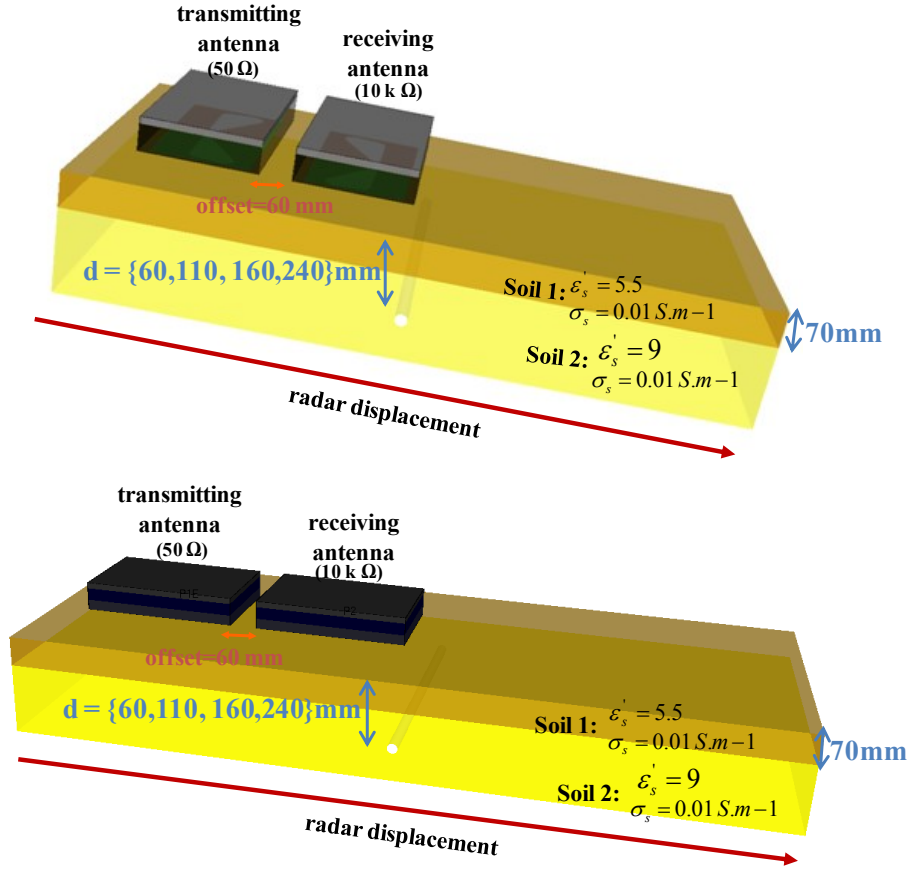 transmitting
antenna
(50 Ω)
receiving
antenna
(10 k Ω)
offset=60 mm
d = {60,110, 160,240}mm
Soil 1: ε's = 5.5
σs = 0.01 S.m−1
70mm
Soil 2: ε's = 9
σs = 0.01 S.m−1
radar displacement
transmitting
antenna
(50 Ω)
receiving
antenna
(10 k Ω)
P1E
P2
offset=60 mm
d = {60,110, 160,240}mm
Soil 1: ε's = 5.5
σs = 0.01 S.m−1
70mm
Soil 2: ε's = 9
σs = 0.01 S.m−1
radar displacement